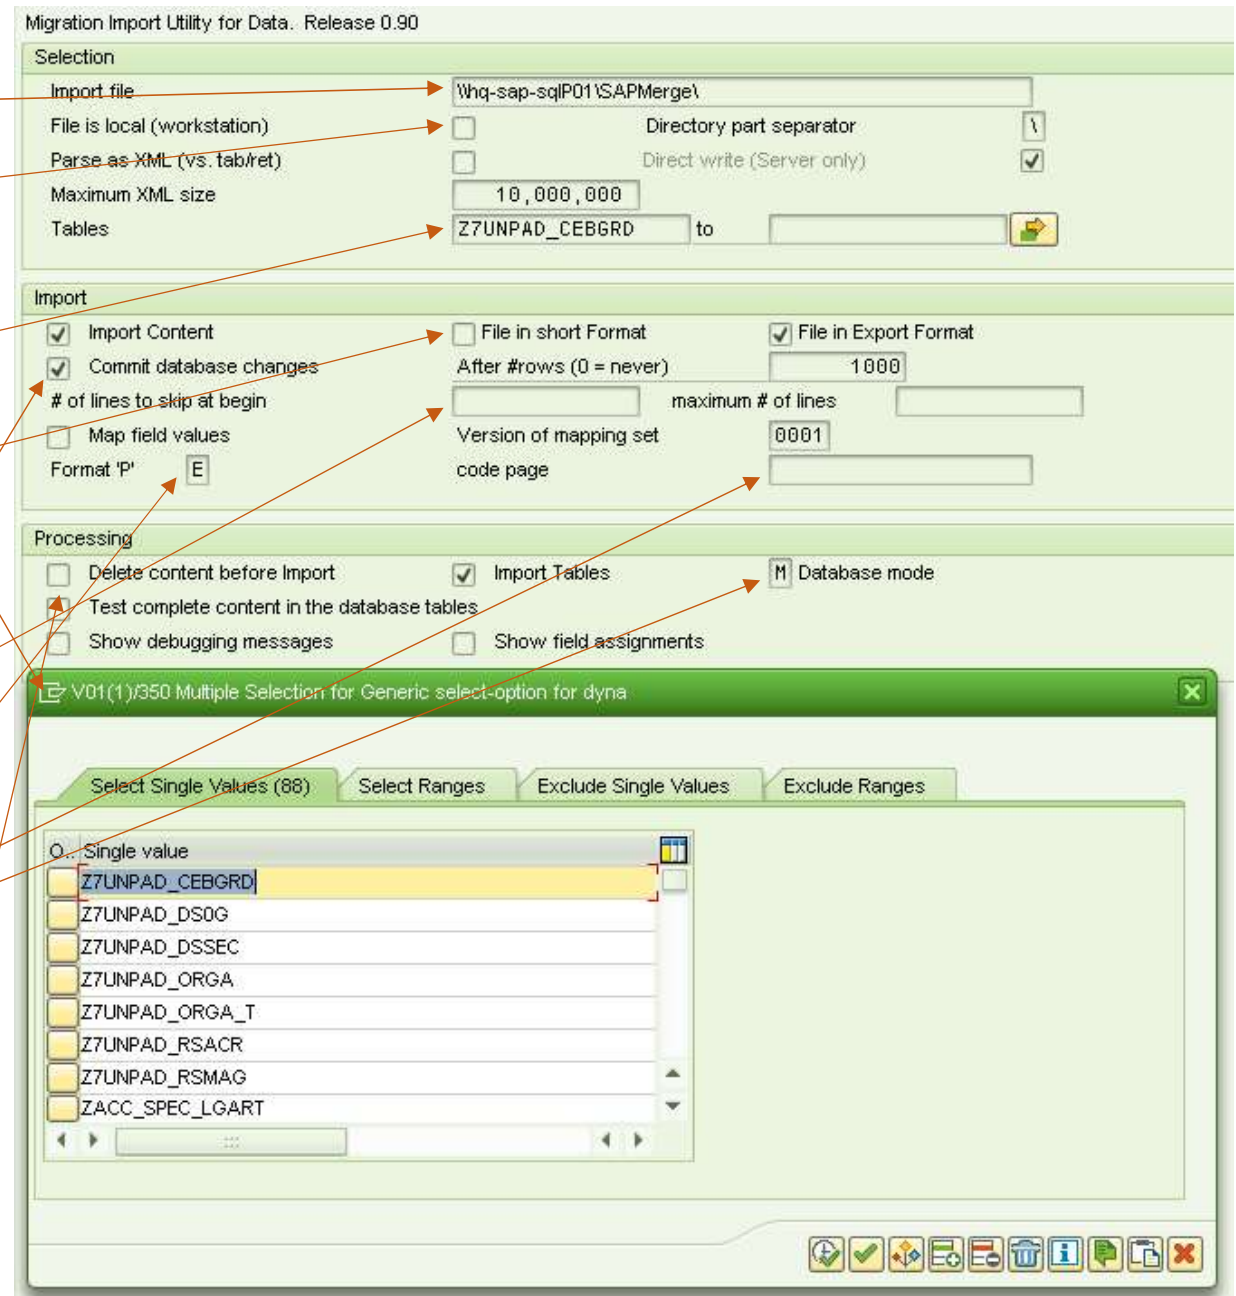 Migration Import Utility for Data. Release 0.90
Selection
Import file \\hq-sap-sqlP01\SAPMerge\
File is local (workstation) Directory part separator \
Parse as XML (vs. tab/ret) Direct write (Server only)
Maximum XML size 10,000,000
Tables Z7UNPAD_CEBGRD to
Import
Import Content File in short Format File in Export Format
Commit database changes After #rows (0 = never) 1000
# of lines to skip at begin maximum # of lines
Map field values Version of mapping set 0001
Format 'P' E code page
Processing
Delete content before Import Import Tables M Database mode
Test complete content in the database tables
Show debugging messages Show field assignments
V01(1)/350 Multiple Selection for Generic select-option for dyna
Select Single Values (88) Select Ranges Exclude Single Values Exclude Ranges
O.. Single value
Z7UNPAD_CEBGRD
Z7UNPAD_DS0G
Z7UNPAD_DSSEC
Z7UNPAD_ORGA
Z7UNPAD_ORGA_T
Z7UNPAD_RSACR
Z7UNPAD_RSMAG
ZACC_SPEC_LGART